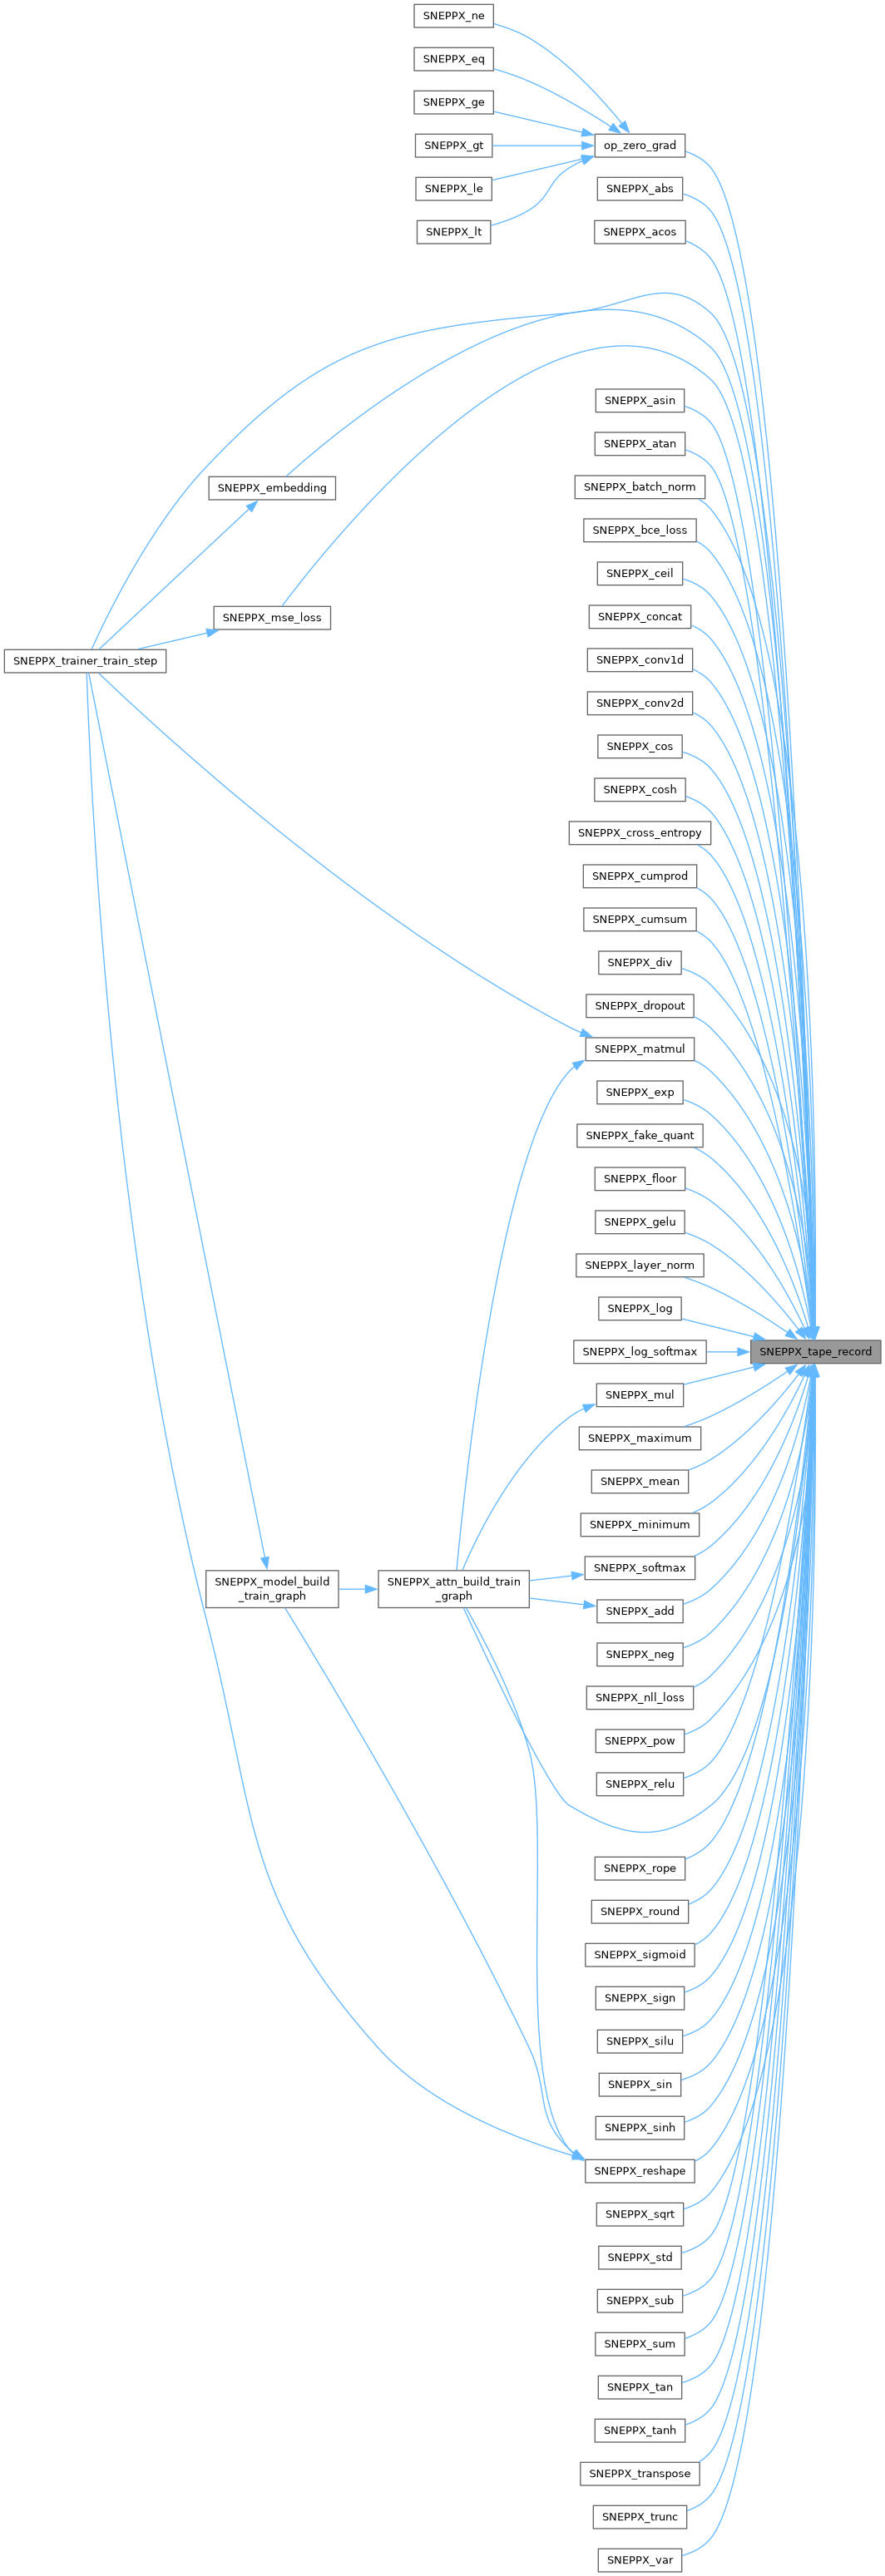 SNEPPX_ne
SNEPPX_eq
SNEPPX_ge
SNEPPX_gt
op_zero_grad
SNEPPX_le
SNEPPX_abs
SNEPPX_lt
SNEPPX_acos
SNEPPX_asin
SNEPPX_atan
SNEPPX_embedding
SNEPPX_batch_norm
SNEPPX_bce_loss
SNEPPX_ceil
SNEPPX_mse_loss
SNEPPX_concat
SNEPPX_trainer_train_step
SNEPPX_conv1d
SNEPPX_conv2d
SNEPPX_cos
SNEPPX_cosh
SNEPPX_cross_entropy
SNEPPX_cumprod
SNEPPX_cumsum
SNEPPX_div
SNEPPX_dropout
SNEPPX_matmul
SNEPPX_exp
SNEPPX_fake_quant
SNEPPX_floor
SNEPPX_gelu
SNEPPX_layer_norm
SNEPPX_log
SNEPPX_log_softmax
SNEPPX_tape_record
SNEPPX_mul
SNEPPX_maximum
SNEPPX_mean
SNEPPX_minimum
SNEPPX_softmax
SNEPPX_model_build
_train_graph
SNEPPX_attn_build_train
_graph
SNEPPX_add
SNEPPX_neg
SNEPPX_nll_loss
SNEPPX_pow
SNEPPX_relu
SNEPPX_rope
SNEPPX_round
SNEPPX_sigmoid
SNEPPX_sign
SNEPPX_silu
SNEPPX_sin
SNEPPX_sinh
SNEPPX_reshape
SNEPPX_sqrt
SNEPPX_std
SNEPPX_sub
SNEPPX_sum
SNEPPX_tan
SNEPPX_tanh
SNEPPX_transpose
SNEPPX_trunc
SNEPPX_var